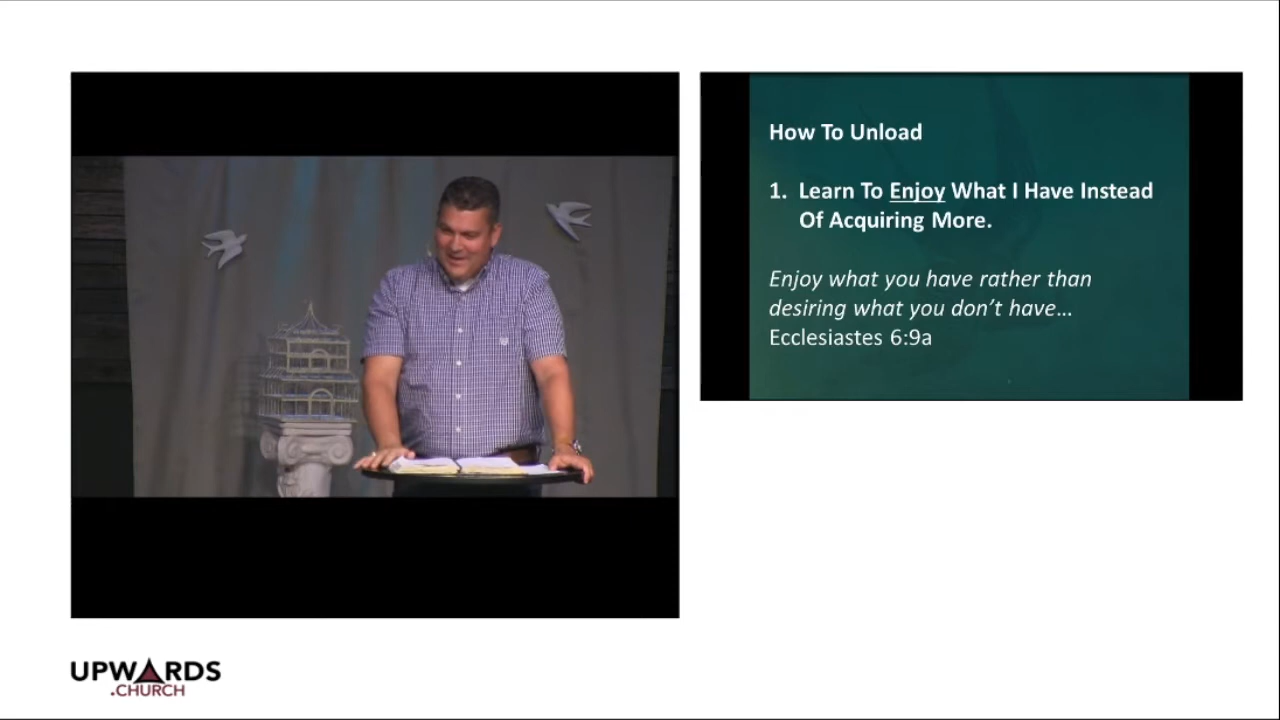 How To Unload
1. Learn To Enjoy What I Have Instead
Of Acquiring More.
Enjoy what you have rather than
desiring what you don't have…
Ecclesiastes 6:9a
UPWARDS
.CHURCH